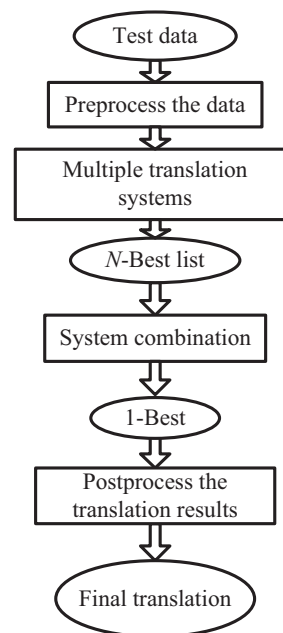 Test data
Preprocess the data
Multiple translation
systems
N-Best list
System combination
1-Best
Postprocess the
translation results
Final translation